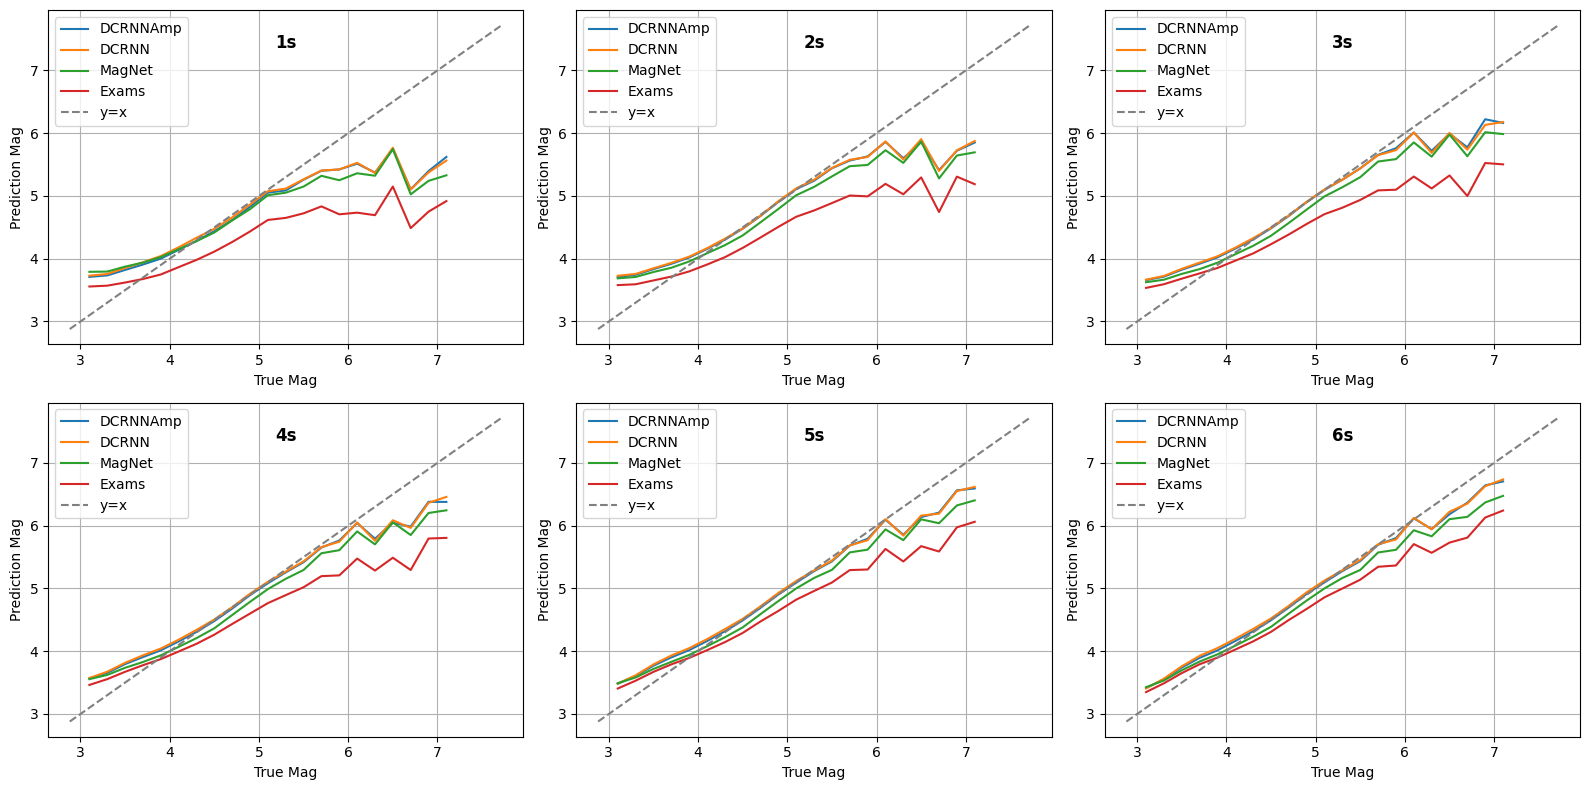 DCRNNAmp
DCRNN
MagNet
Exams
y=x
1s
7
6
5
4
3
Prediction Mag
3 4 5 6 7
True Mag
DCRNNAmp
DCRNN
MagNet
Exams
y=x
2s
7
6
5
4
3
Prediction Mag
3 4 5 6 7
True Mag
DCRNNAmp
DCRNN
MagNet
Exams
y=x
3s
7
6
5
4
3
Prediction Mag
3 4 5 6 7
True Mag
DCRNNAmp
DCRNN
MagNet
Exams
y=x
4s
7
6
5
4
3
Prediction Mag
3 4 5 6 7
True Mag
DCRNNAmp
DCRNN
MagNet
Exams
y=x
5s
7
6
5
4
3
Prediction Mag
3 4 5 6 7
True Mag
DCRNNAmp
DCRNN
MagNet
Exams
y=x
6s
7
6
5
4
3
Prediction Mag
3 4 5 6 7
True Mag